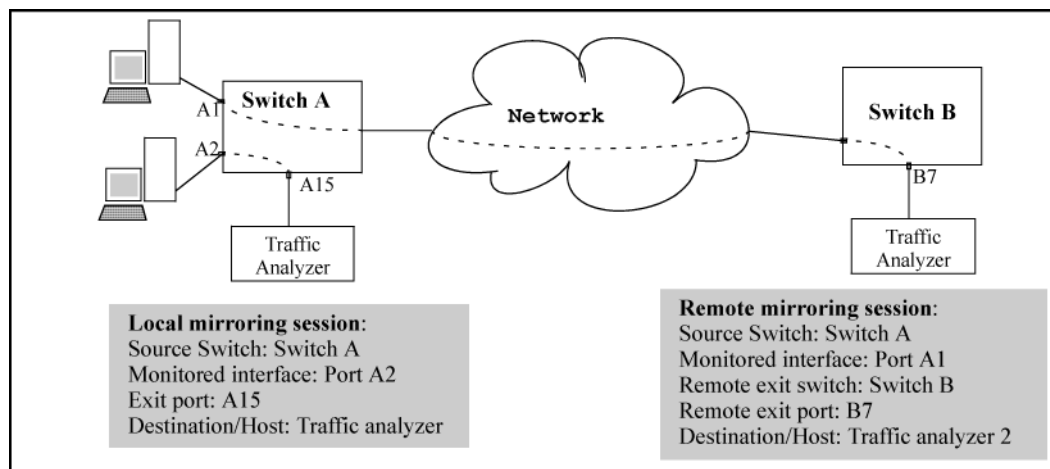 Switch A
Network
Switch B
A1
A2
A15
B7
Traffic
Analyzer
Traffic
Analyzer
Local mirroring session:
Source Switch: Switch A
Monitored interface: Port A2
Exit port: A15
Destination/Host: Traffic analyzer
Remote mirroring session:
Source Switch: Switch A
Monitored interface: Port A1
Remote exit switch: Switch B
Remote exit port: B7
Destination/Host: Traffic analyzer 2